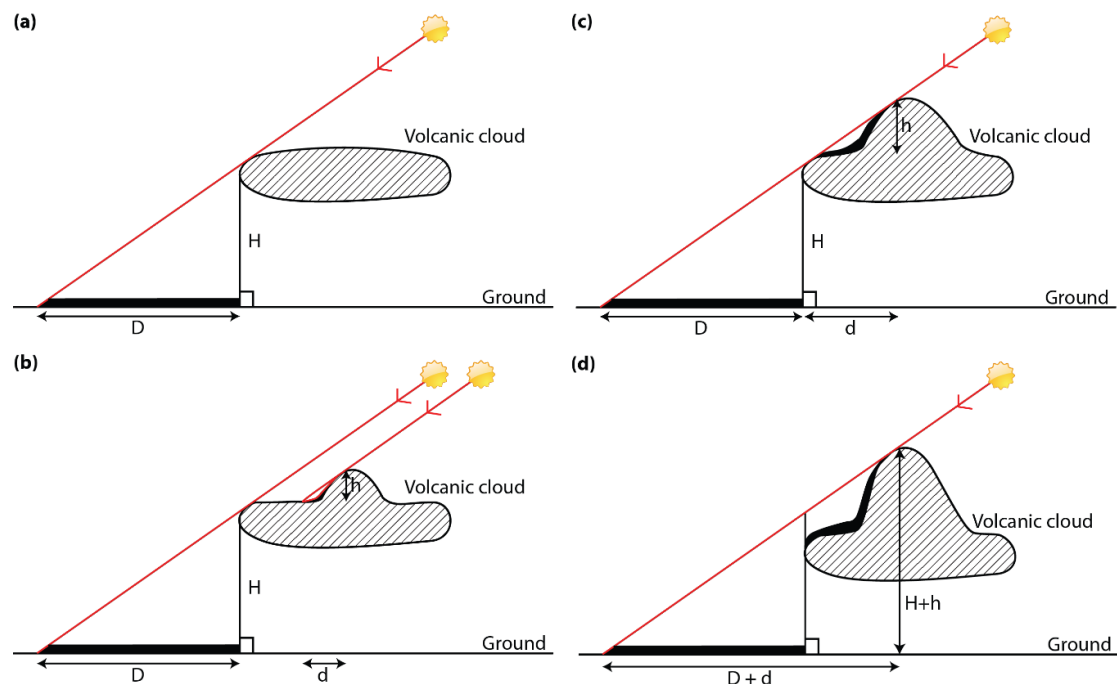 (a)
Volcanic cloud
H
Ground
D
(b)
Volcanic cloud
h
H
Ground
D
d
(c)
Volcanic cloud
h
H
Ground
D
d
(d)
Volcanic cloud
H+h
Ground
D + d